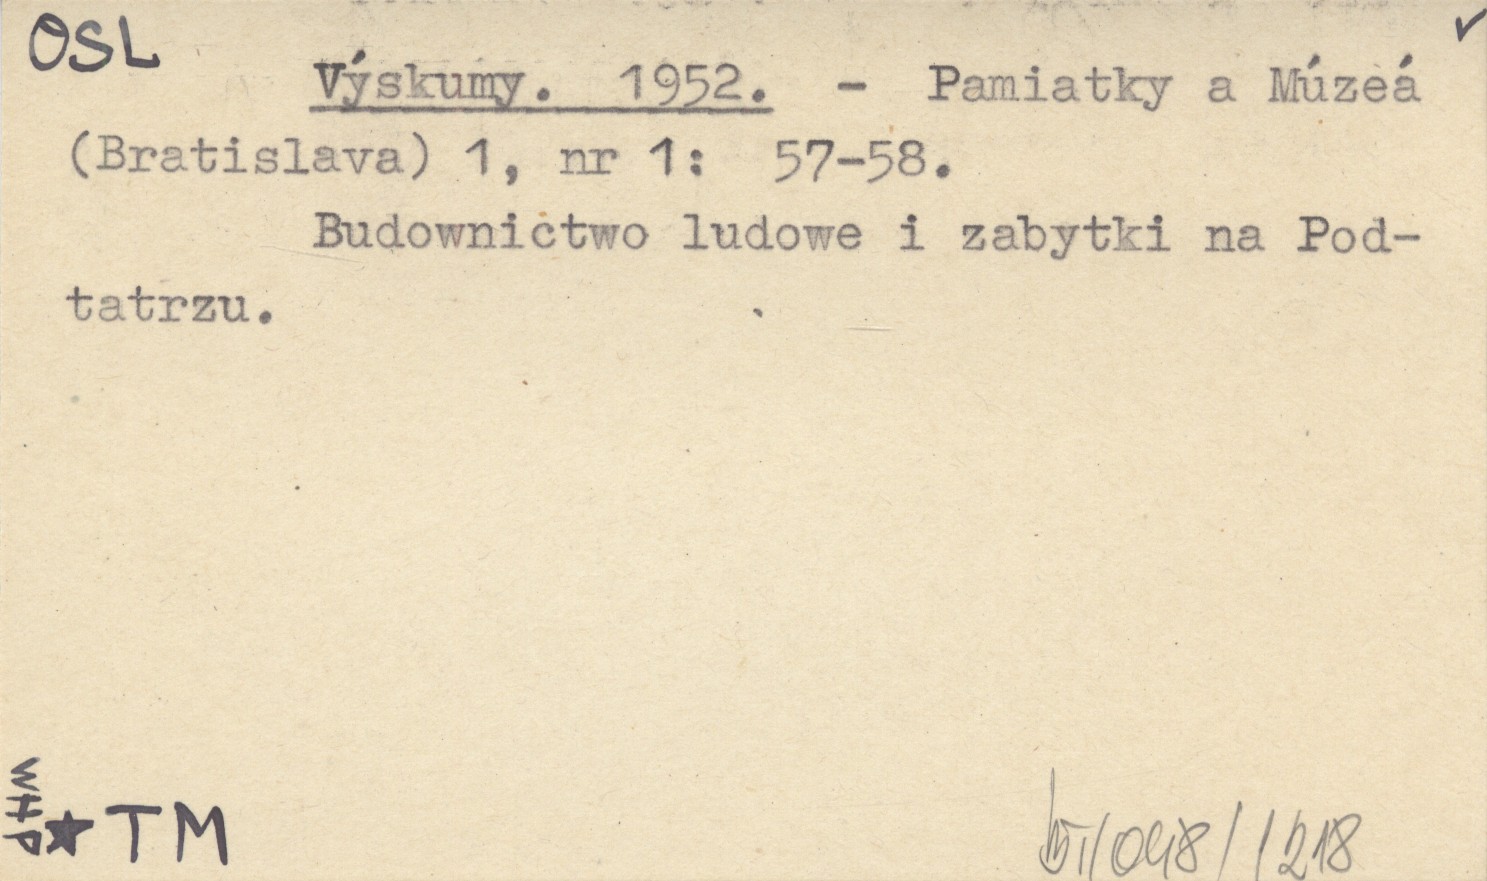 OSL
Výskumy. 1952. - Pamiatky a Múzeá
(Bratislava) 1, nr 1: 57-58.
Budownictwo ludowe i zabytki na Pod-
tatrzu.
WHP
★ TM
/048/1218